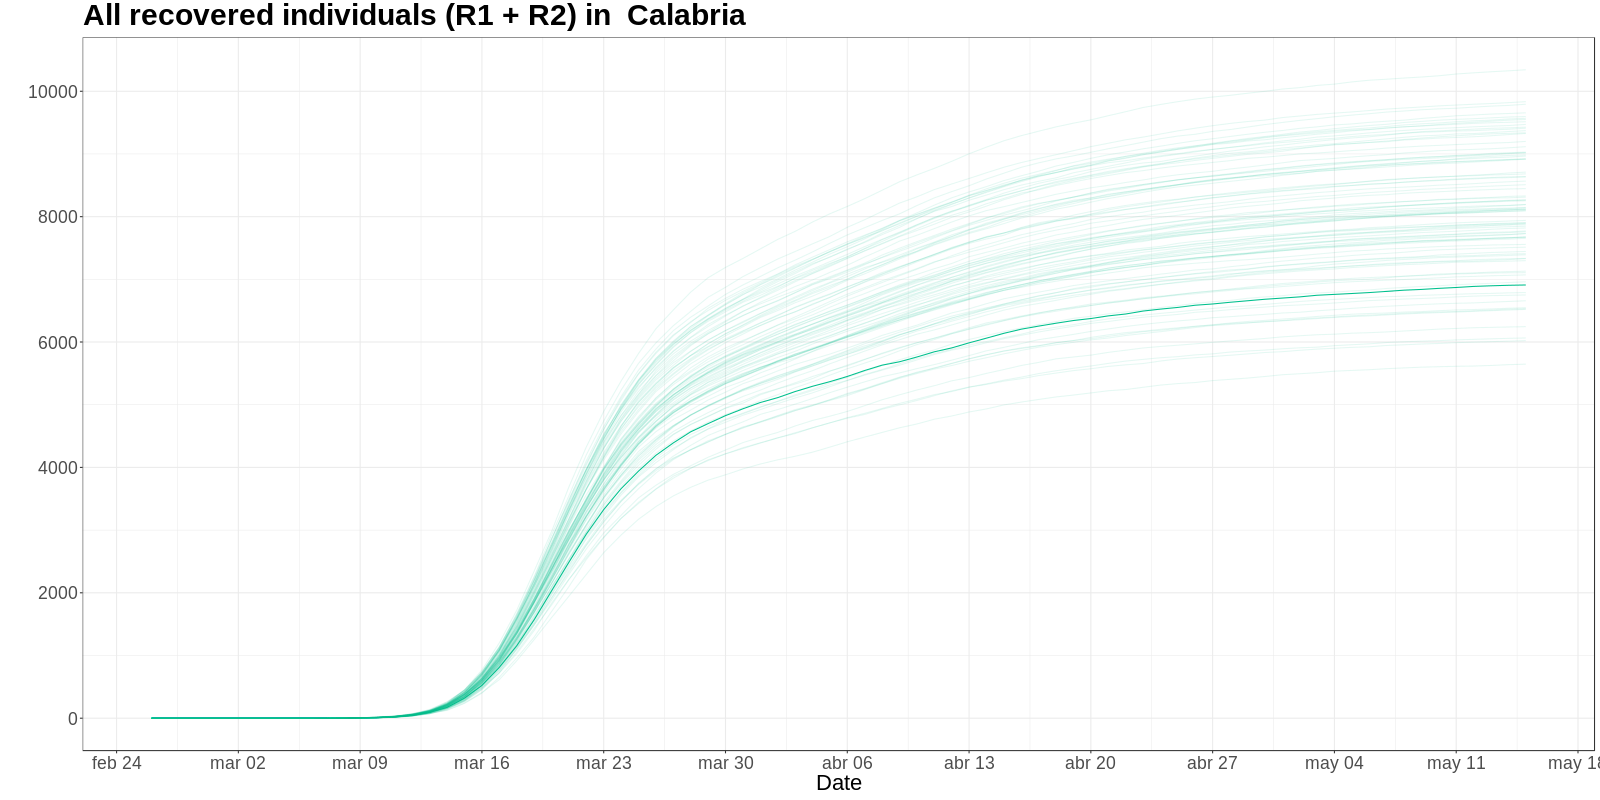 All recovered individuals (R1 + R2) in  Calabria
10000
8000
6000
4000
2000
0
feb 24 mar 02 mar 09 mar 16 mar 23 mar 30 abr 06 abr 13 abr 20 abr 27 may 04 may 11 may 18
Date